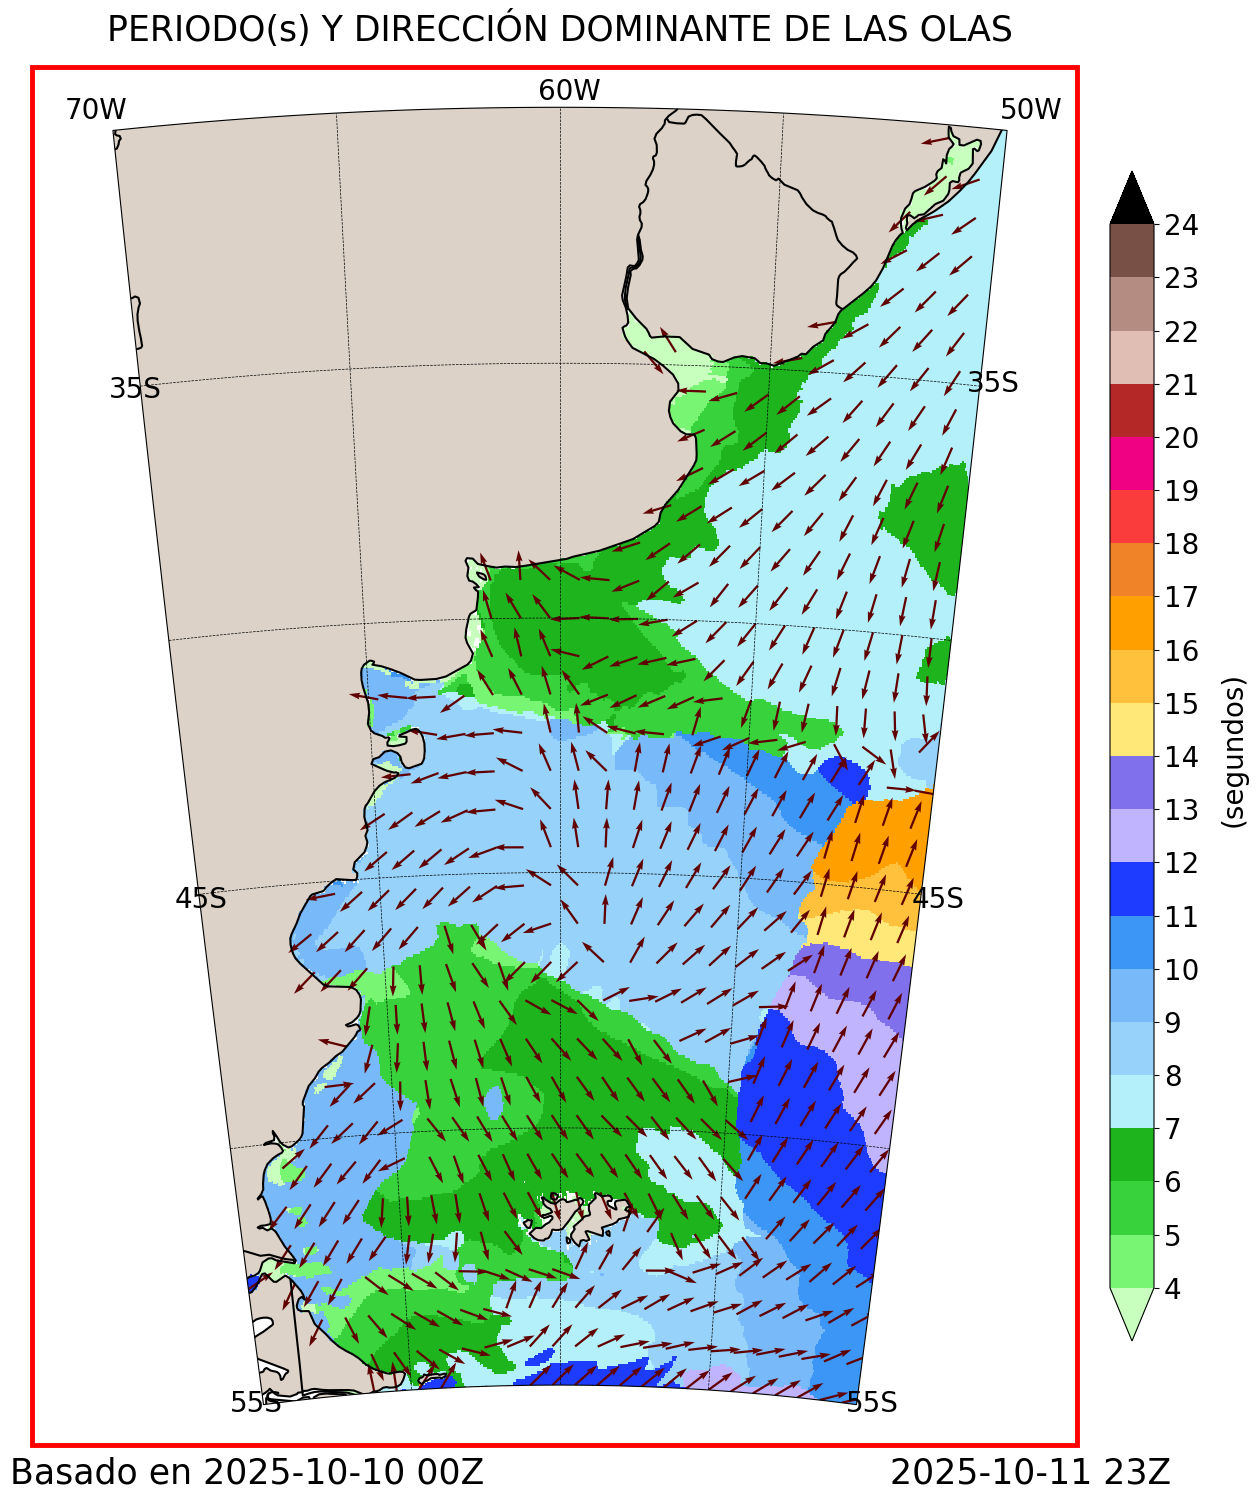 PERIODO(s) Y DIRECCIÓN DOMINANTE DE LAS OLAS
70W
60W
50W
35S
35S
45S
45S
55S
55S
24
23
22
21
20
19
18
17
16
15
14
13
12
11
10
9
8
7
6
5
4
(segundos)
Basado en 2025-10-10 00Z
2025-10-11 23Z